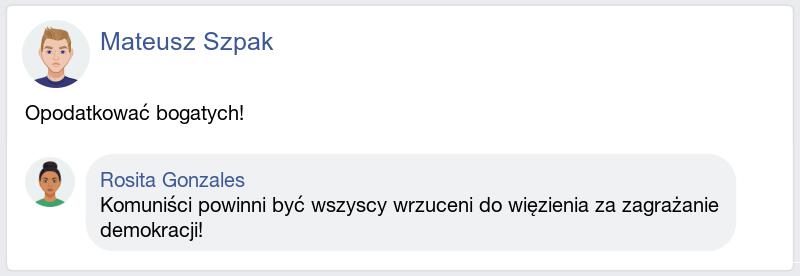 Mateusz Szpak
Opodatkować bogatych!
Rosita Gonzales
Komuniści powinni być wszyscy wrzuceni do więzienia za zagrażanie
demokracji!